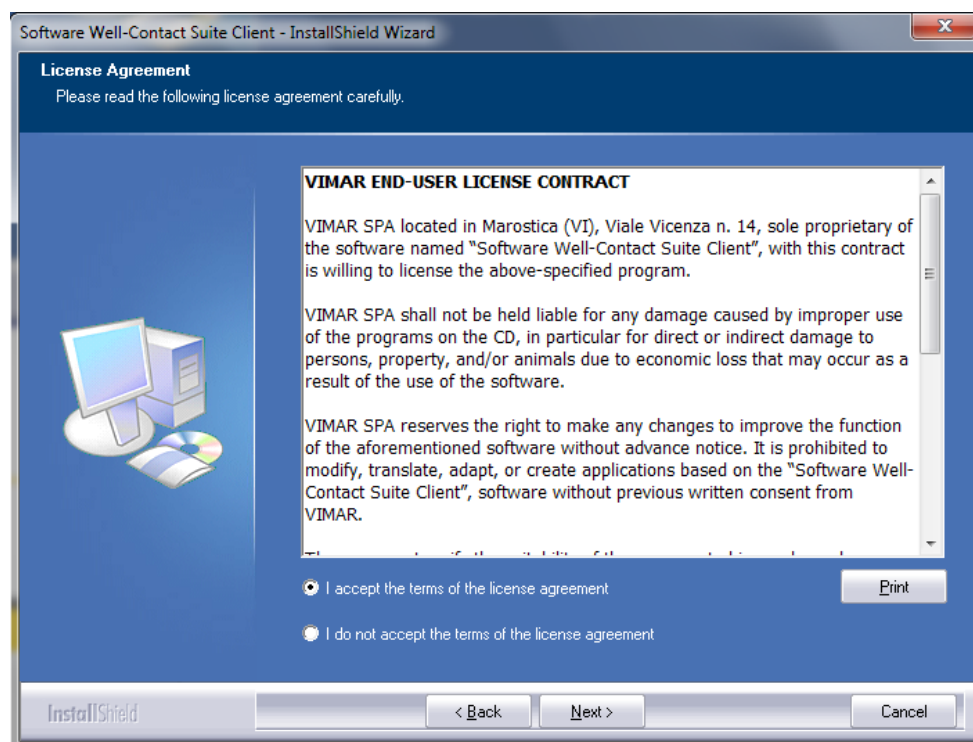 Software Well-Contact Suite Client - InstallShield Wizard
License Agreement
Please read the following license agreement carefully.
VIMAR END-USER LICENSE CONTRACT
VIMAR SPA located in Marostica (VI), Viale Vicenza n. 14, sole proprietary of
the software named “Software Well-Contact Suite Client”, with this contract
is willing to license the above-specified program.
VIMAR SPA shall not be held liable for any damage caused by improper use
of the programs on the CD, in particular for direct or indirect damage to
persons, property, and/or animals due to economic loss that may occur as a
result of the use of the software.
VIMAR SPA reserves the right to make any changes to improve the function
of the aforementioned software without advance notice. It is prohibited to
modify, translate, adapt, or create applications based on the “Software Well-
Contact Suite Client”, software without previous written consent from
VIMAR.
I accept the terms of the license agreement
Print
I do not accept the terms of the license agreement
InstallShield
< Back
Next >
Cancel